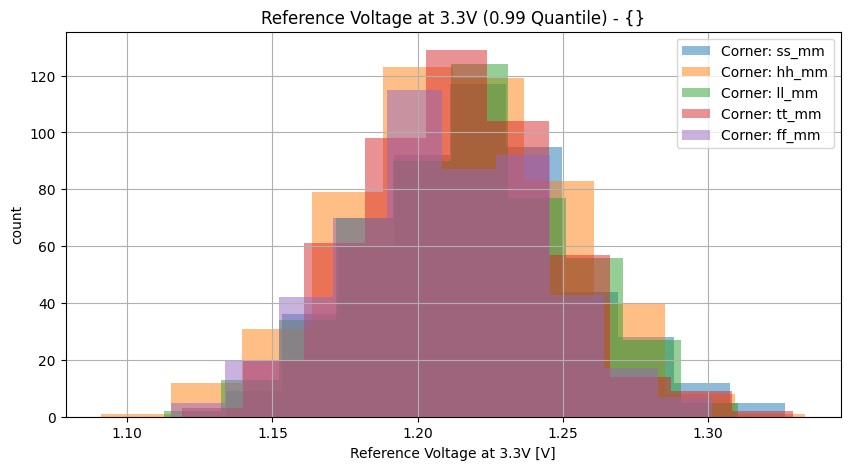 Reference Voltage at 3.3V (0.99 Quantile) - {}
Corner: ss_mm
Corner: hh_mm
Corner: ll_mm
Corner: tt_mm
Corner: ff_mm
count
120
100
80
60
40
20
0
1.10
1.15
1.20
1.25
1.30
Reference Voltage at 3.3V [V]